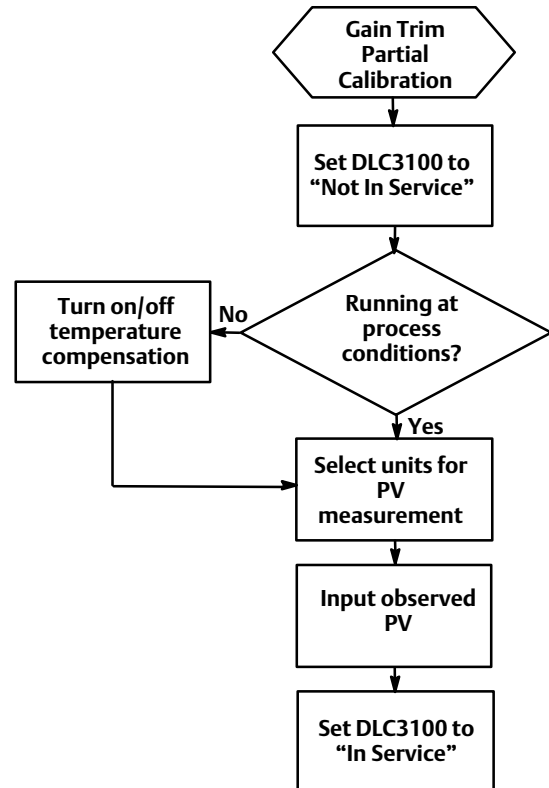 Gain Trim
Partial
Calibration
Set DLC3100 to
“Not In Service”
Running at
process
conditions?
No
Turn on/off
temperature
compensation
Yes
Select units for
PV
measurement
Input observed
PV
Set DLC3100 to
“In Service”